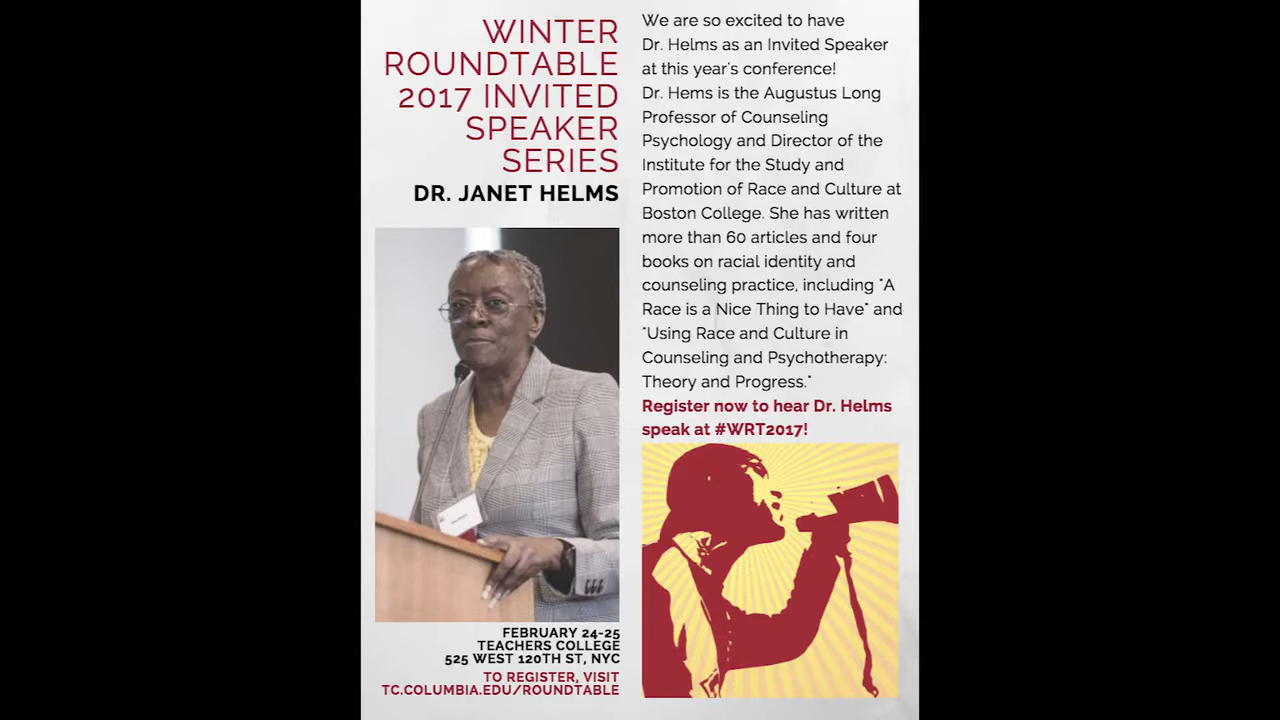 WINTER
ROUNDTABLE
2017 INVITED
SPEAKER
SERIES
DR. JANET HELMS
FEBRUARY 24-25
TEACHERS COLLEGE
525 WEST 120TH ST, NYC
TO REGISTER, VISIT
TC.COLUMBIA.EDU/ROUNDTABLE
We are so excited to have
Dr. Helms as an Invited Speaker
at this year's conference!
Dr. Hems is the Augustus Long
Professor of Counseling
Psychology and Director of the
Institute for the Study and
Promotion of Race and Culture at
Boston College. She has written
more than 60 articles and four
books on racial identity and
counseling practice, including "A
Race is a Nice Thing to Have" and
"Using Race and Culture in
Counseling and Psychotherapy:
Theory and Progress."
Register now to hear Dr. Helms
speak at #WRT2017!